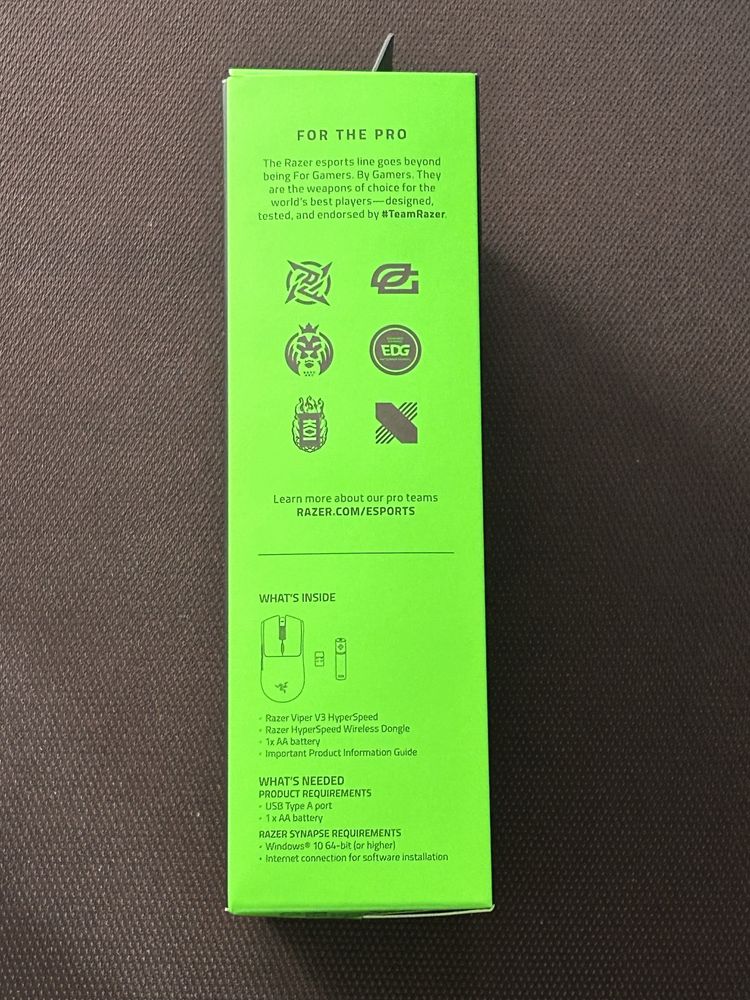 FOR THE PRO
The Razer esports line goes beyond
being For Gamers. By Gamers. They
are the weapons of choice for the
world's best players—designed,
tested, and endorsed by #TeamRazer.
EDG
KOI
Learn more about our pro teams
RAZER.COM/ESPORTS
WHAT'S INSIDE
• Razer Viper V3 HyperSpeed
• Razer HyperSpeed Wireless Dongle
• 1x AA battery
• Important Product Information Guide
WHAT'S NEEDED
PRODUCT REQUIREMENTS
• USB Type A port
• 1 x AA battery
RAZER SYNAPSE REQUIREMENTS
• Windows® 10 64-bit (or higher)
• Internet connection for software installation